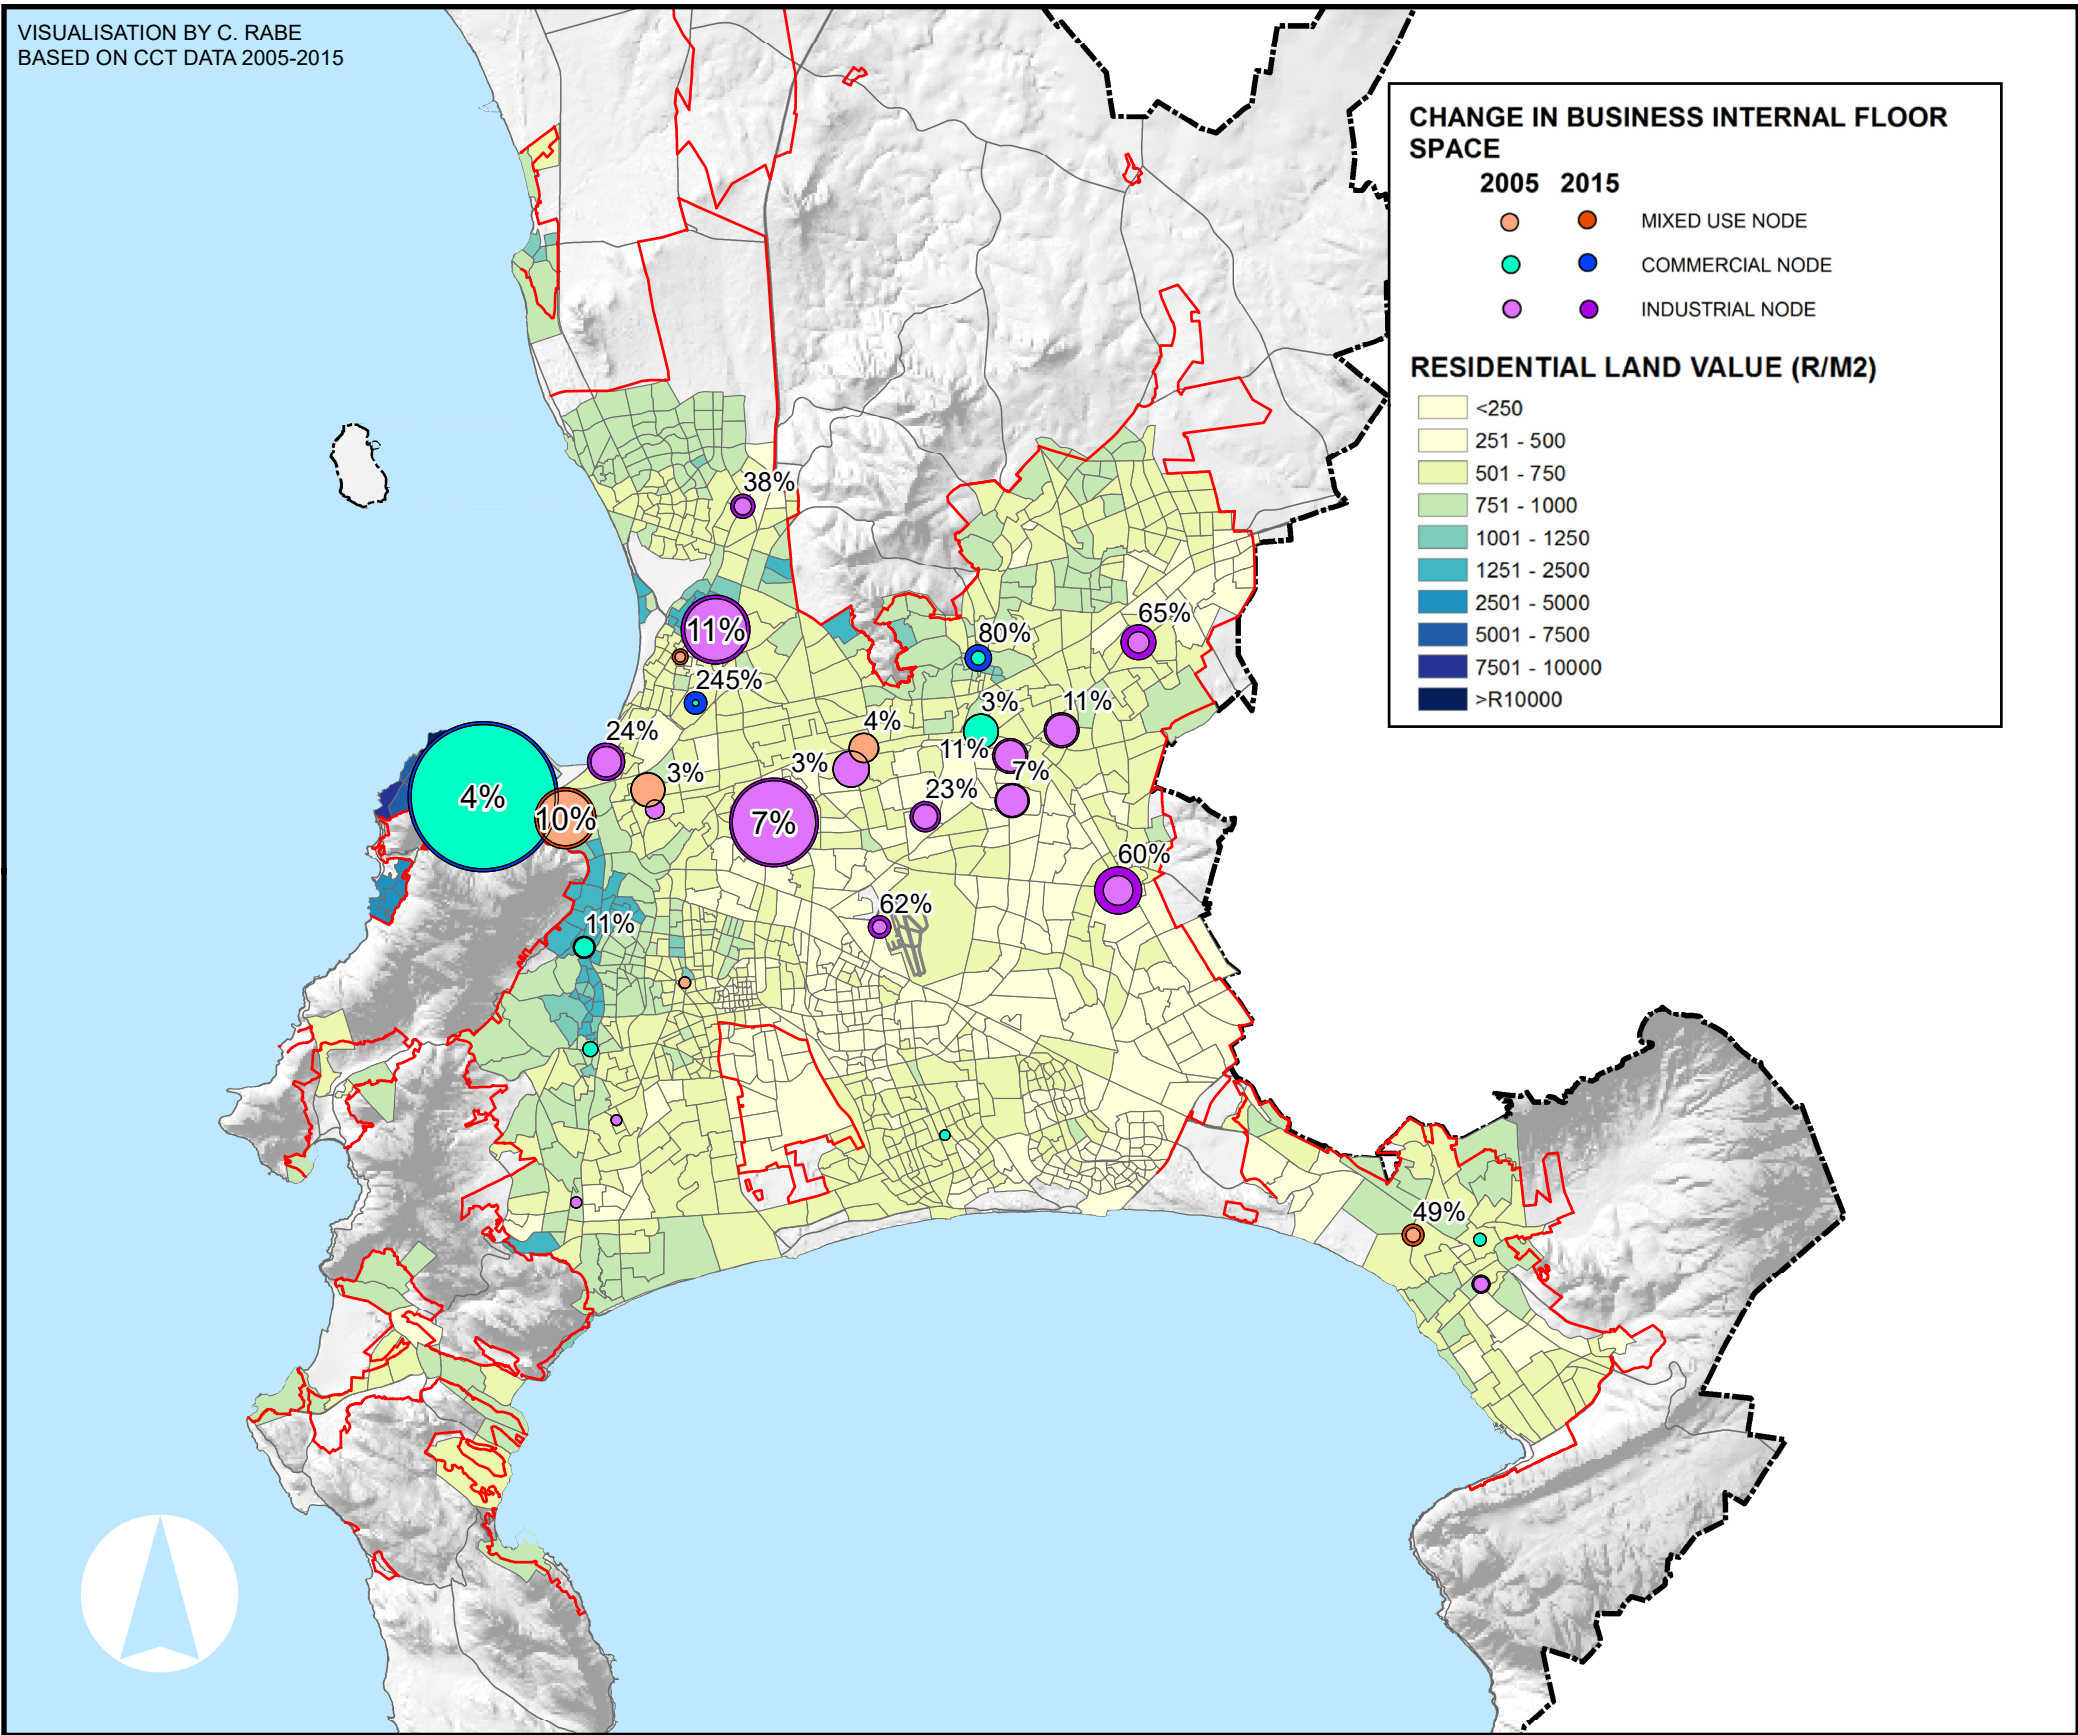 VISUALISATION BY C. RABE
BASED ON CCT DATA 2005-2015
CHANGE IN BUSINESS INTERNAL FLOOR
SPACE
2005 2015
MIXED USE NODE
COMMERCIAL NODE
INDUSTRIAL NODE
RESIDENTIAL LAND VALUE (R/M2)
<250
251 - 500
501 - 750
751 - 1000
1001 - 1250
1251 - 2500
2501 - 5000
5001 - 7500
7501 - 10000
>R10000
38%
11%
65%
80%
245%
3%
11%
4%
24%
11%
3%
3%
7%
23%
4%
10%
7%
60%
62%
11%
49%